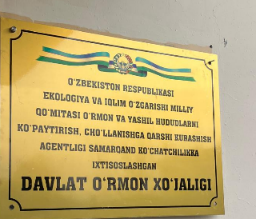 O'ZBEKISTON RESPUBLIKASI
EKOLOGIYA VA IQLIM O'ZGARISHI MILLIY
QO'MITASI O'RMON VA YASHIL HUDUDLARNI
KO'PAYTIRISH, CHO'LLANISHGA QARSHI KURASHISH
AGENTLIGI SAMARQAND KO'CHATCHILIKKA
IXTISOSLASHGAN
DAVLAT O'RMON XO'JALIGI